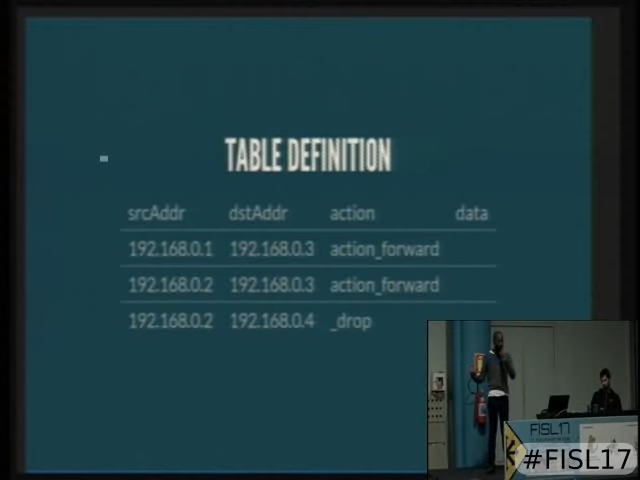 TABLE DEFINITION
srcAddr dstAddr action data
192.168.0.1 192.168.0.3 action_forward
192.168.0.2 192.168.0.3 action_forward
192.168.0.2 192.168.0.4 _drop
FISL17
#FISL17